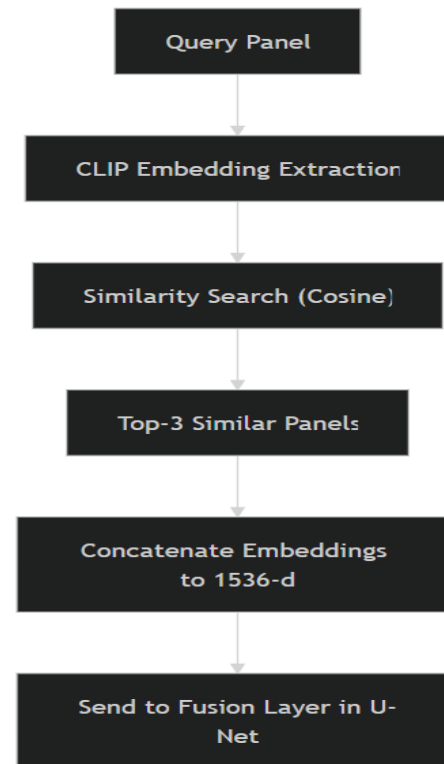 Query Panel
CLIP Embedding Extraction
Similarity Search (Cosine)
Top-3 Similar Panels
Concatenate Embeddings
to 1536-d
Send to Fusion Layer in U-
Net